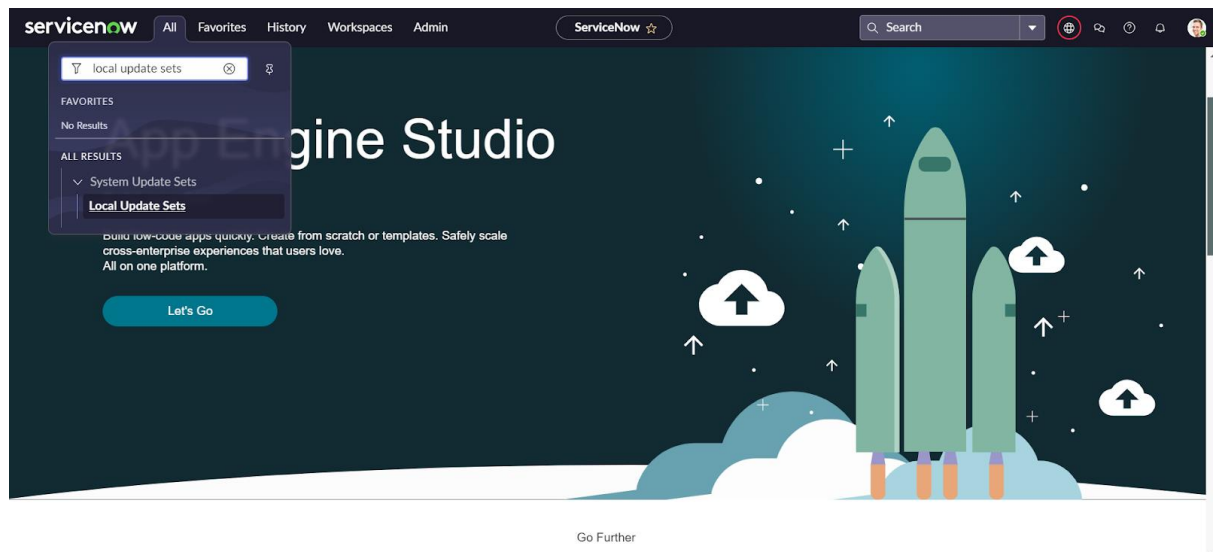 servicenow All Favorites History Workspaces Admin ServiceNow Search
local update sets
FAVORITES
No Results
App Engine Studio
ALL RESULTS
System Update Sets
Local Update Sets
Build low-code apps quickly. Create from scratch or templates. Safely scale
cross-enterprise experiences that users love.
All on one platform.
Let's Go
Go Further